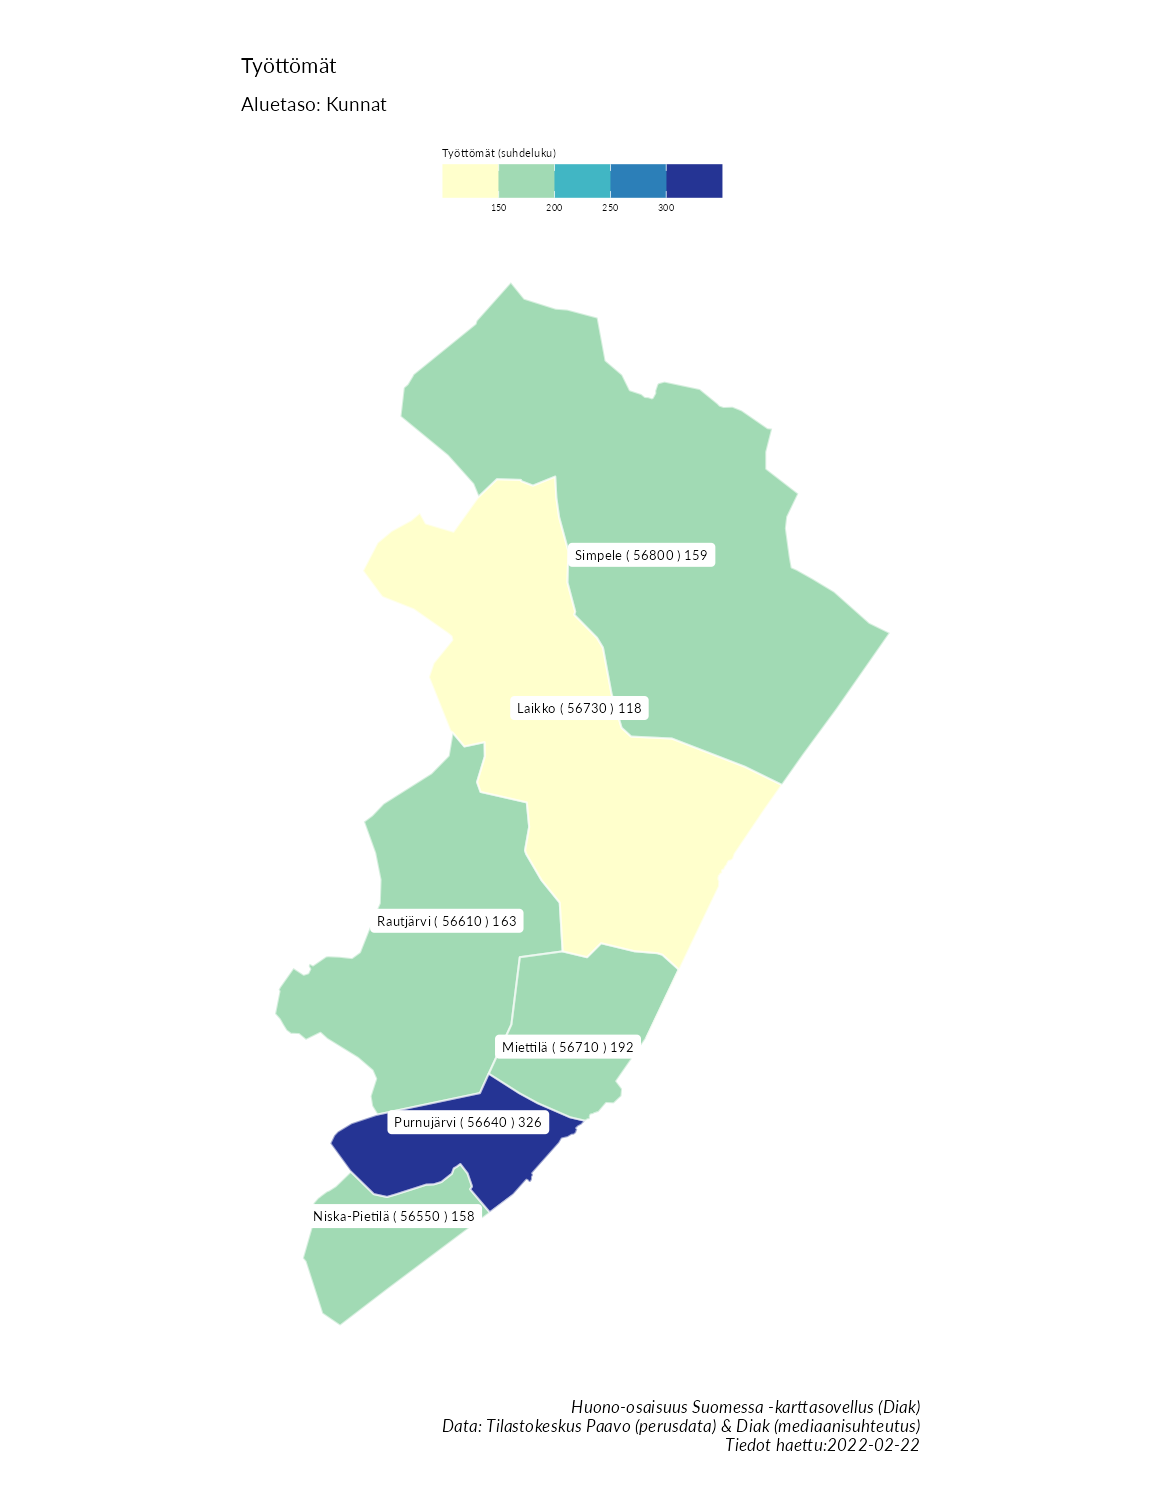 Työttömät
Aluetaso: Kunnat
Työttömät (suhdeluku)
150 200 250 300
Simpele ( 56800 ) 159
Laikko ( 56730 ) 118
Rautjärvi ( 56610 ) 163
Miettilä ( 56710 ) 192
Purnujärvi ( 56640 ) 326
Niska-Pietilä ( 56550 ) 158
Huono-osaisuus Suomessa -karttasovellus (Diak)
Data: Tilastokeskus Paavo (perusdata) & Diak (mediaanisuhteutus)
Tiedot haettu:2022-02-22